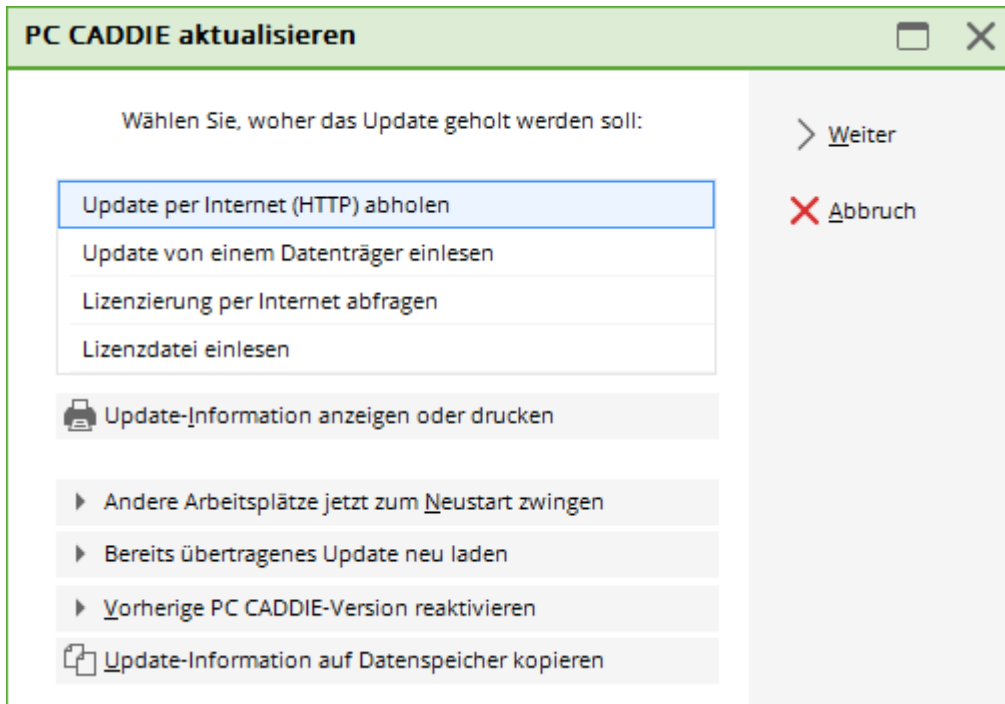 PC CADDIE aktualisieren
Wählen Sie, woher das Update geholt werden soll:
Weiter
Update per Internet (HTTP) abholen
Abbruch
Update von einem Datenträger einlesen
Lizenzierung per Internet abfragen
Lizenzdatei einlesen
Update-Information anzeigen oder drucken
Andere Arbeitsplätze jetzt zum Neustart zwingen
Bereits übertragenes Update neu laden
Vorherige PC CADDIE-Version reaktivieren
Update-Information auf Datenspeicher kopieren